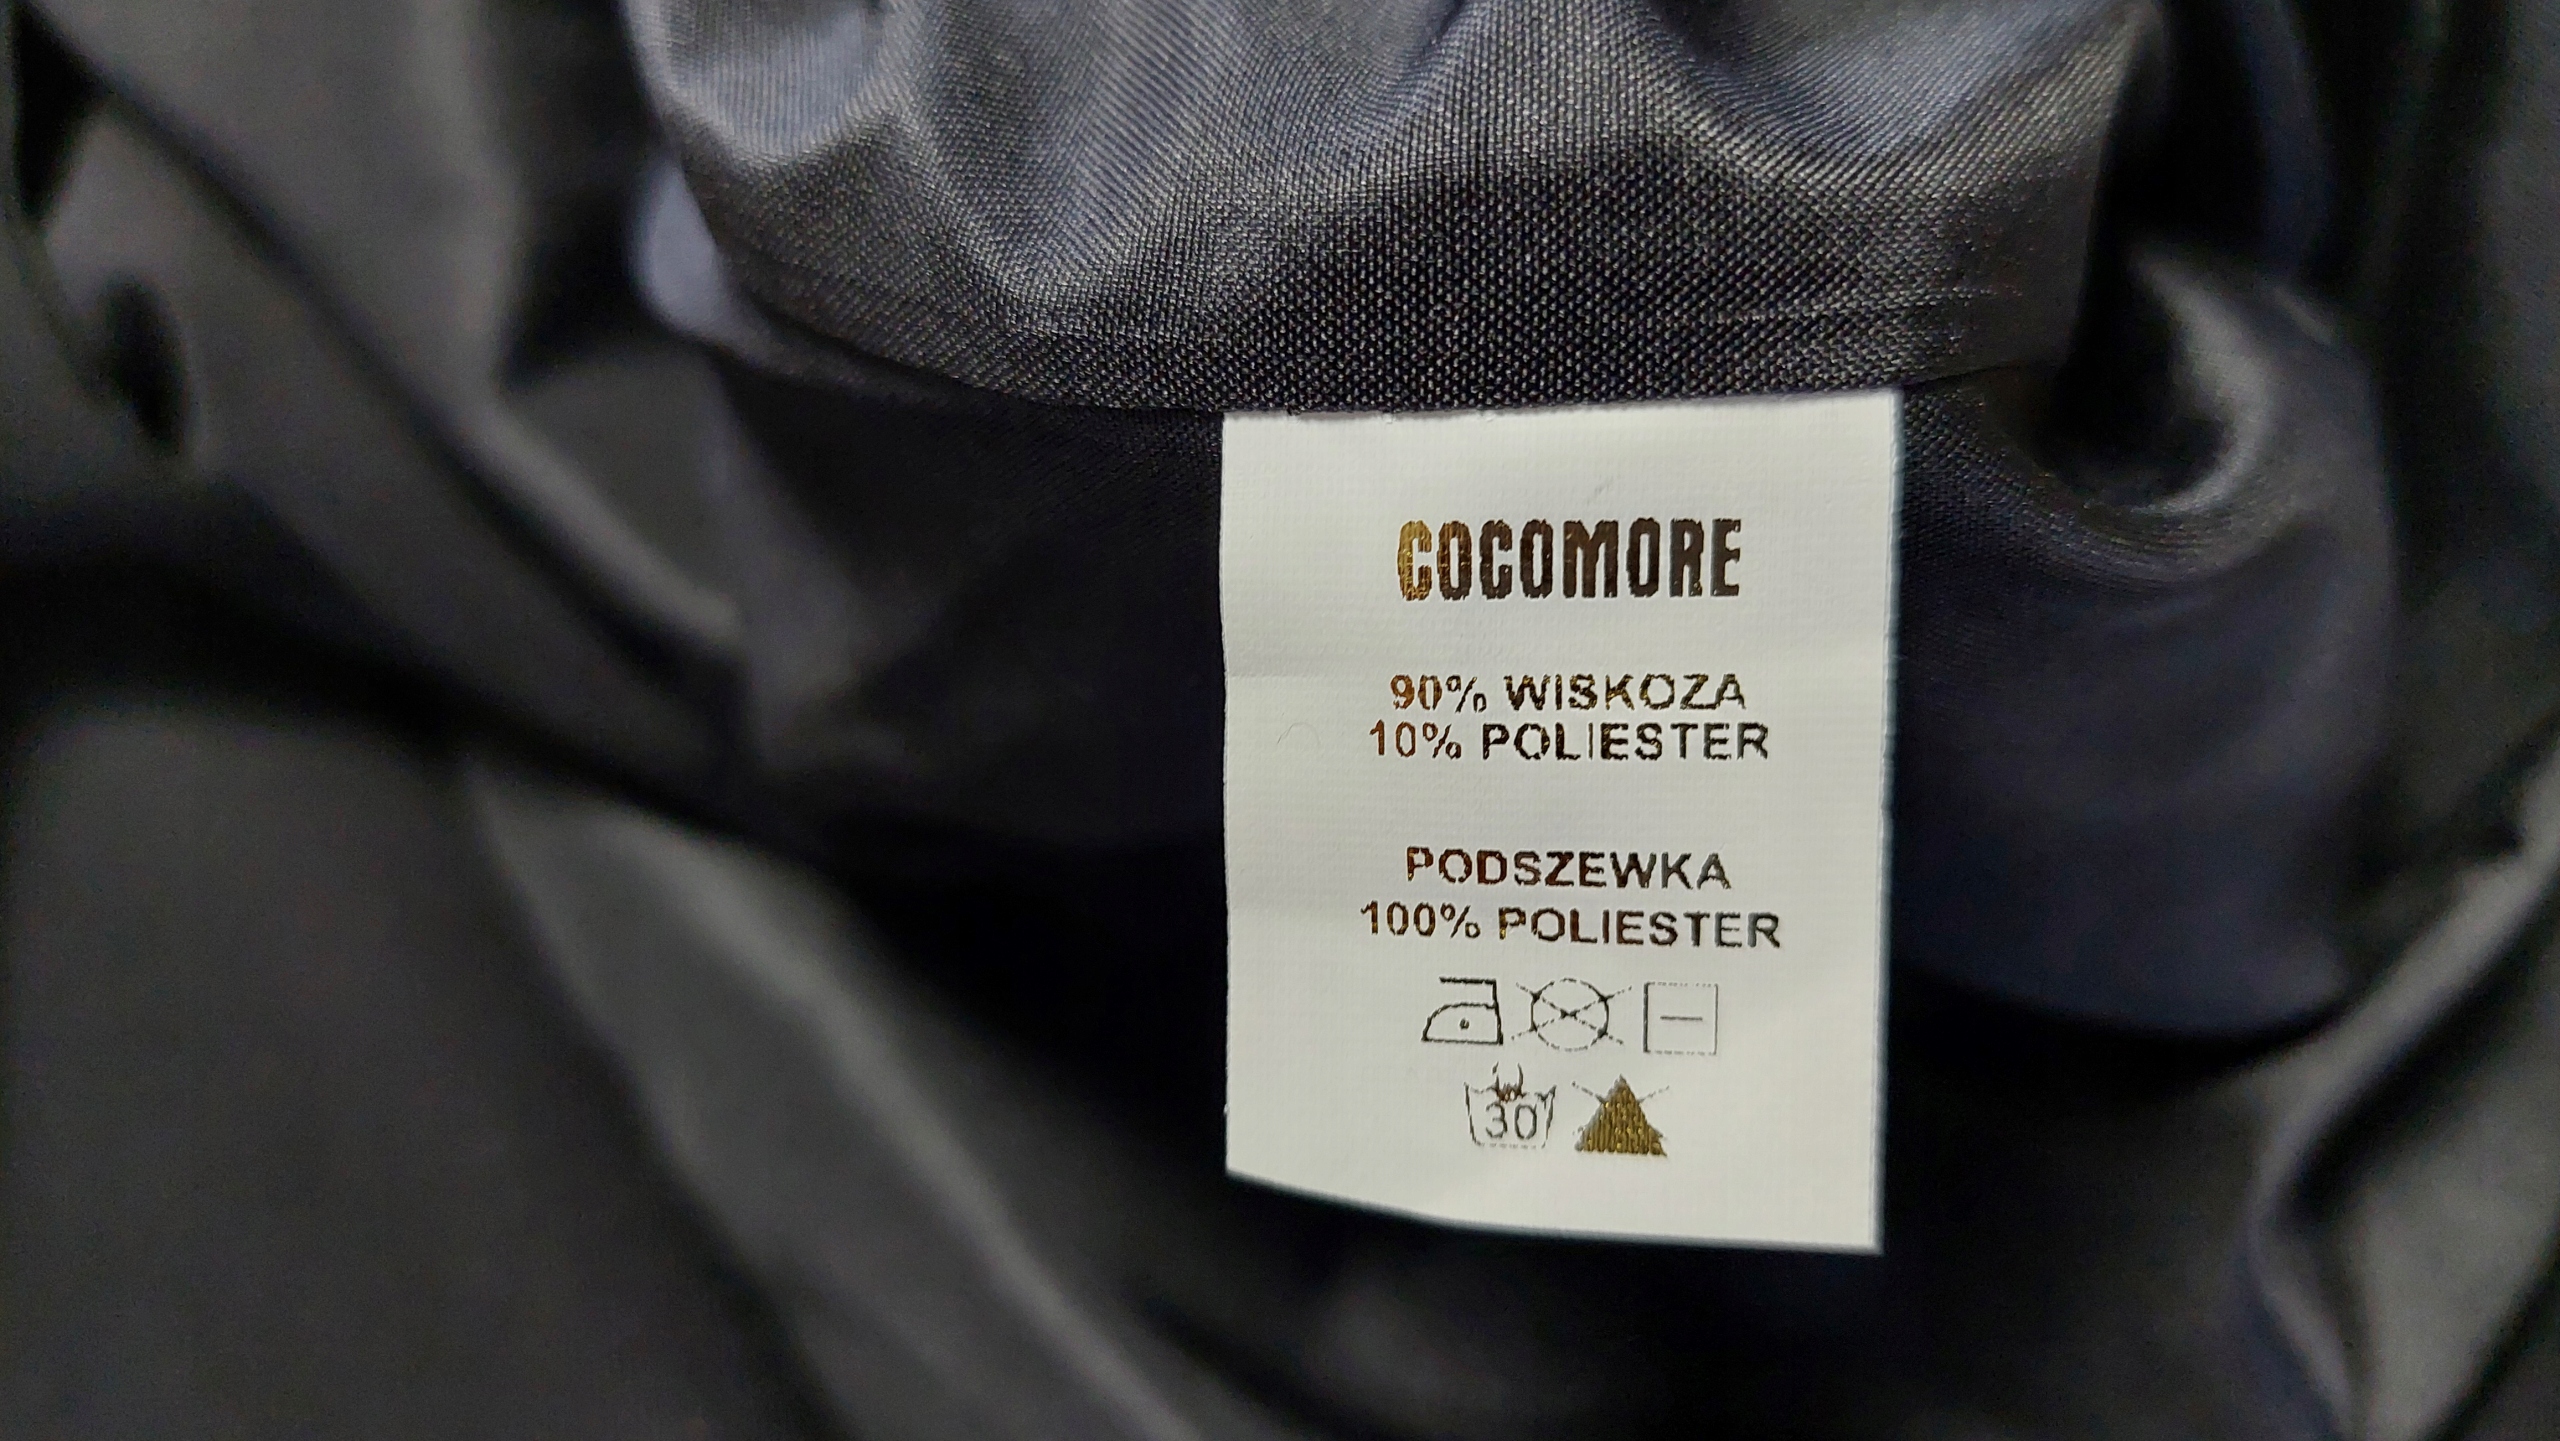 COCOMORE
90% WISKOZA
10% POLIESTER
PODSZEWKA
100% POLIESTER
30